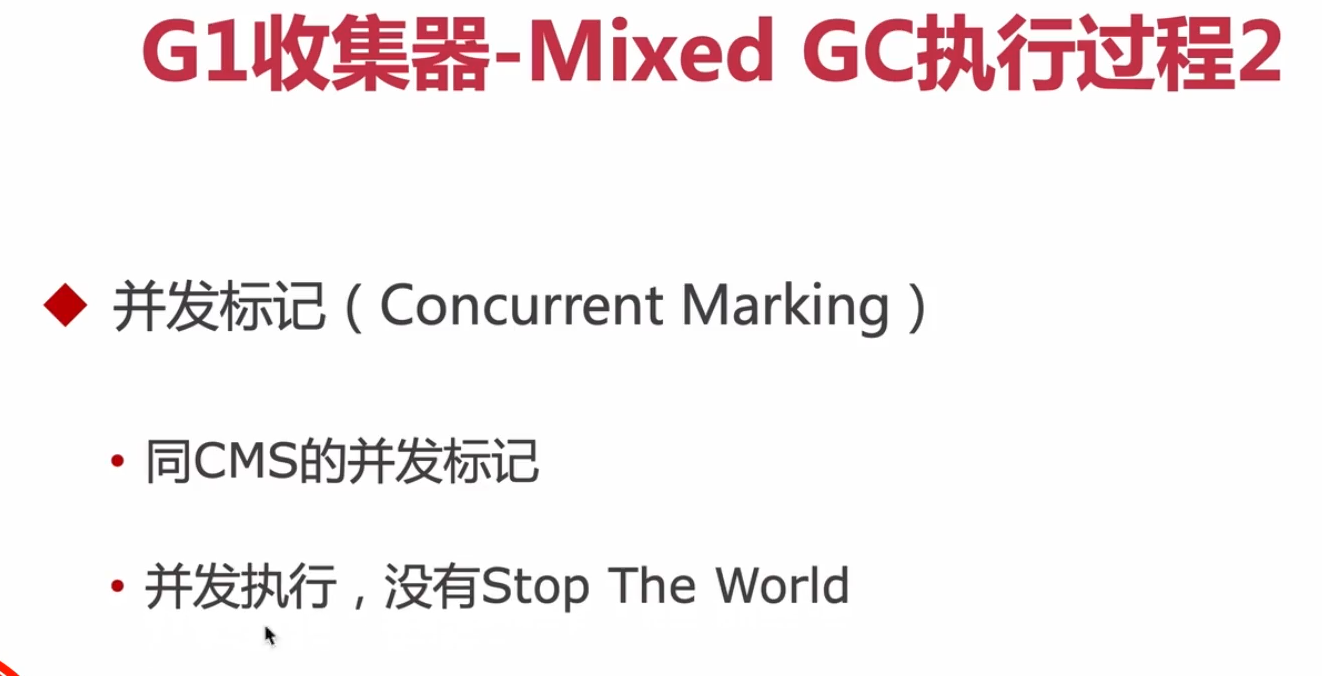 G1收集器-Mixed GC执行过程2
并发标记（Concurrent Marking）
同CMS的并发标记
并发执行，没有Stop The World